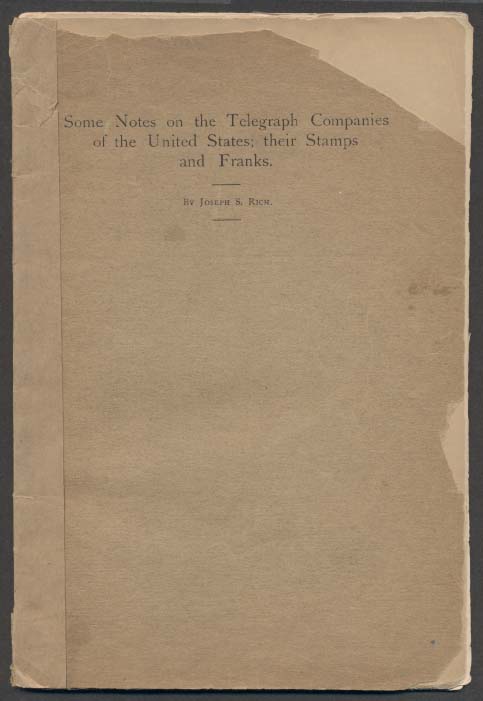 Some Notes on the Telegraph Companies
of the United States; their Stamps
and Franks.
By Joseph S. Rich.